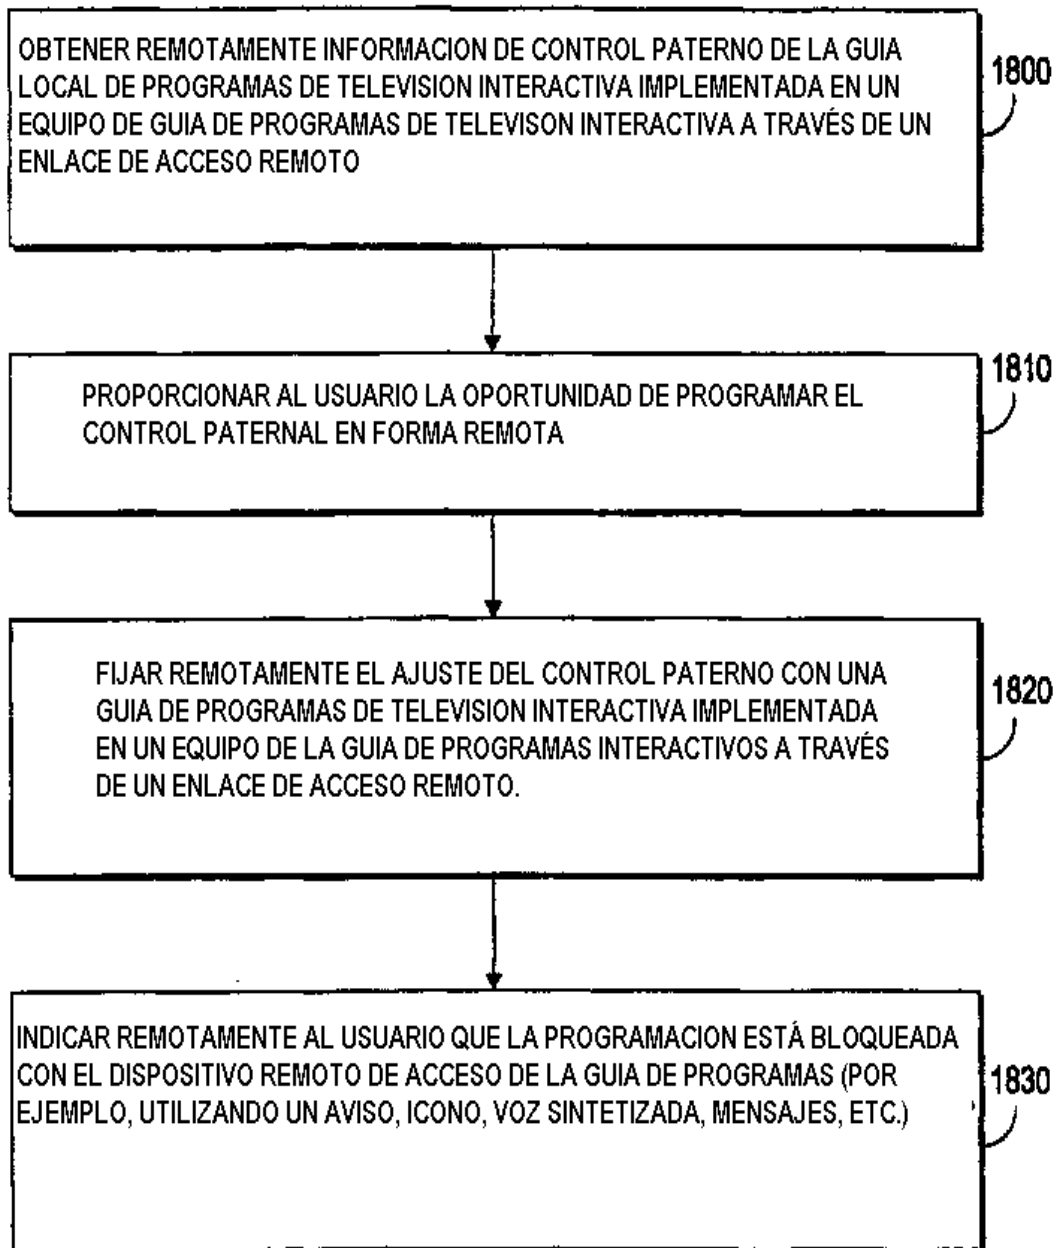 OBTENER REMOTAMENTE INFORMACION DE CONTROL PATERNO DE LA GUIA
LOCAL DE PROGRAMAS DE TELEVISION INTERACTIVA IMPLEMENTADA EN UN
EQUIPO DE GUIA DE PROGRAMAS DE TELEVISON INTERACTIVA A TRAVÉS DE UN
ENLACE DE ACCESO REMOTO
1800
PROPORCIONAR AL USUARIO LA OPORTUNIDAD DE PROGRAMAR EL
CONTROL PATERNAL EN FORMA REMOTA
1810
FIJAR REMOTAMENTE EL AJUSTE DEL CONTROL PATERNO CON UNA
GUIA DE PROGRAMAS DE TELEVISION INTERACTIVA IMPLEMENTADA
EN UN EQUIPO DE LA GUIA DE PROGRAMAS INTERACTIVOS A TRAVÉS
DE UN ENLACE DE ACCESO REMOTO.
1820
INDICAR REMOTAMENTE AL USUARIO QUE LA PROGRAMACION ESTÁ BLOQUEADA
CON EL DISPOSITIVO REMOTO DE ACCESO DE LA GUIA DE PROGRAMAS (POR
EJEMPLO, UTILIZANDO UN AVISO, ICONO, VOZ SINTETIZADA, MENSAJES, ETC.)
1830